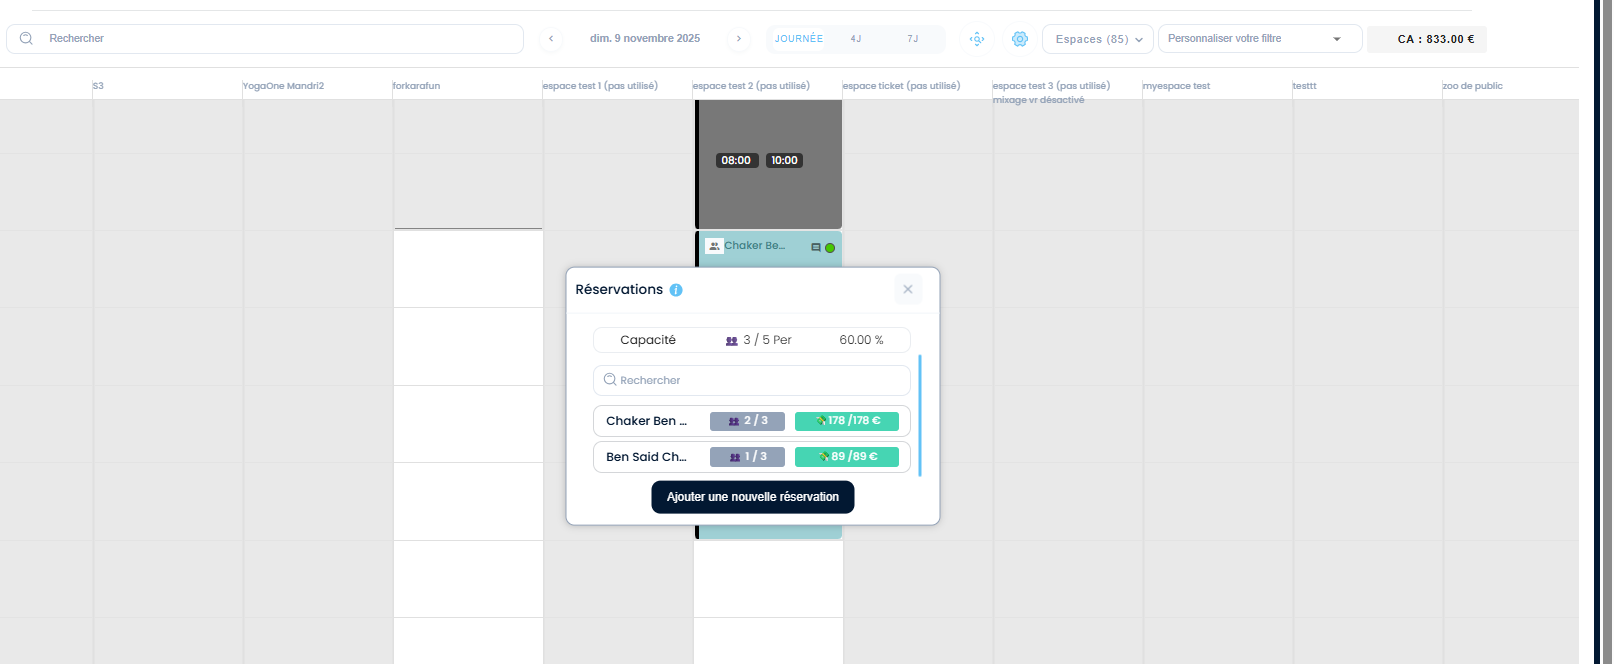 Rechercher
dim. 9 novembre 2025
JOURNÉE 4J 7J
Espaces (85)
Personnaliser votre filtre
CA : 833.00 €
S3
YogaOne Mandri2
forkarafun
espace test 1 (pas utilisé)
espace test 2 (pas utilisé)
espace ticket (pas utilisé)
espace test 3 (pas utilisé)
mixage vr désactivé
myespace test
testtt
zoo de public
08:00 10:00
Chaker Be...
Réservations
Capacité 3 / 5 Per 60.00 %
Rechercher
Chaker Ben ... 2 / 3 178 /178 €
Ben Said Ch... 1 / 3 89 /89 €
Ajouter une nouvelle réservation